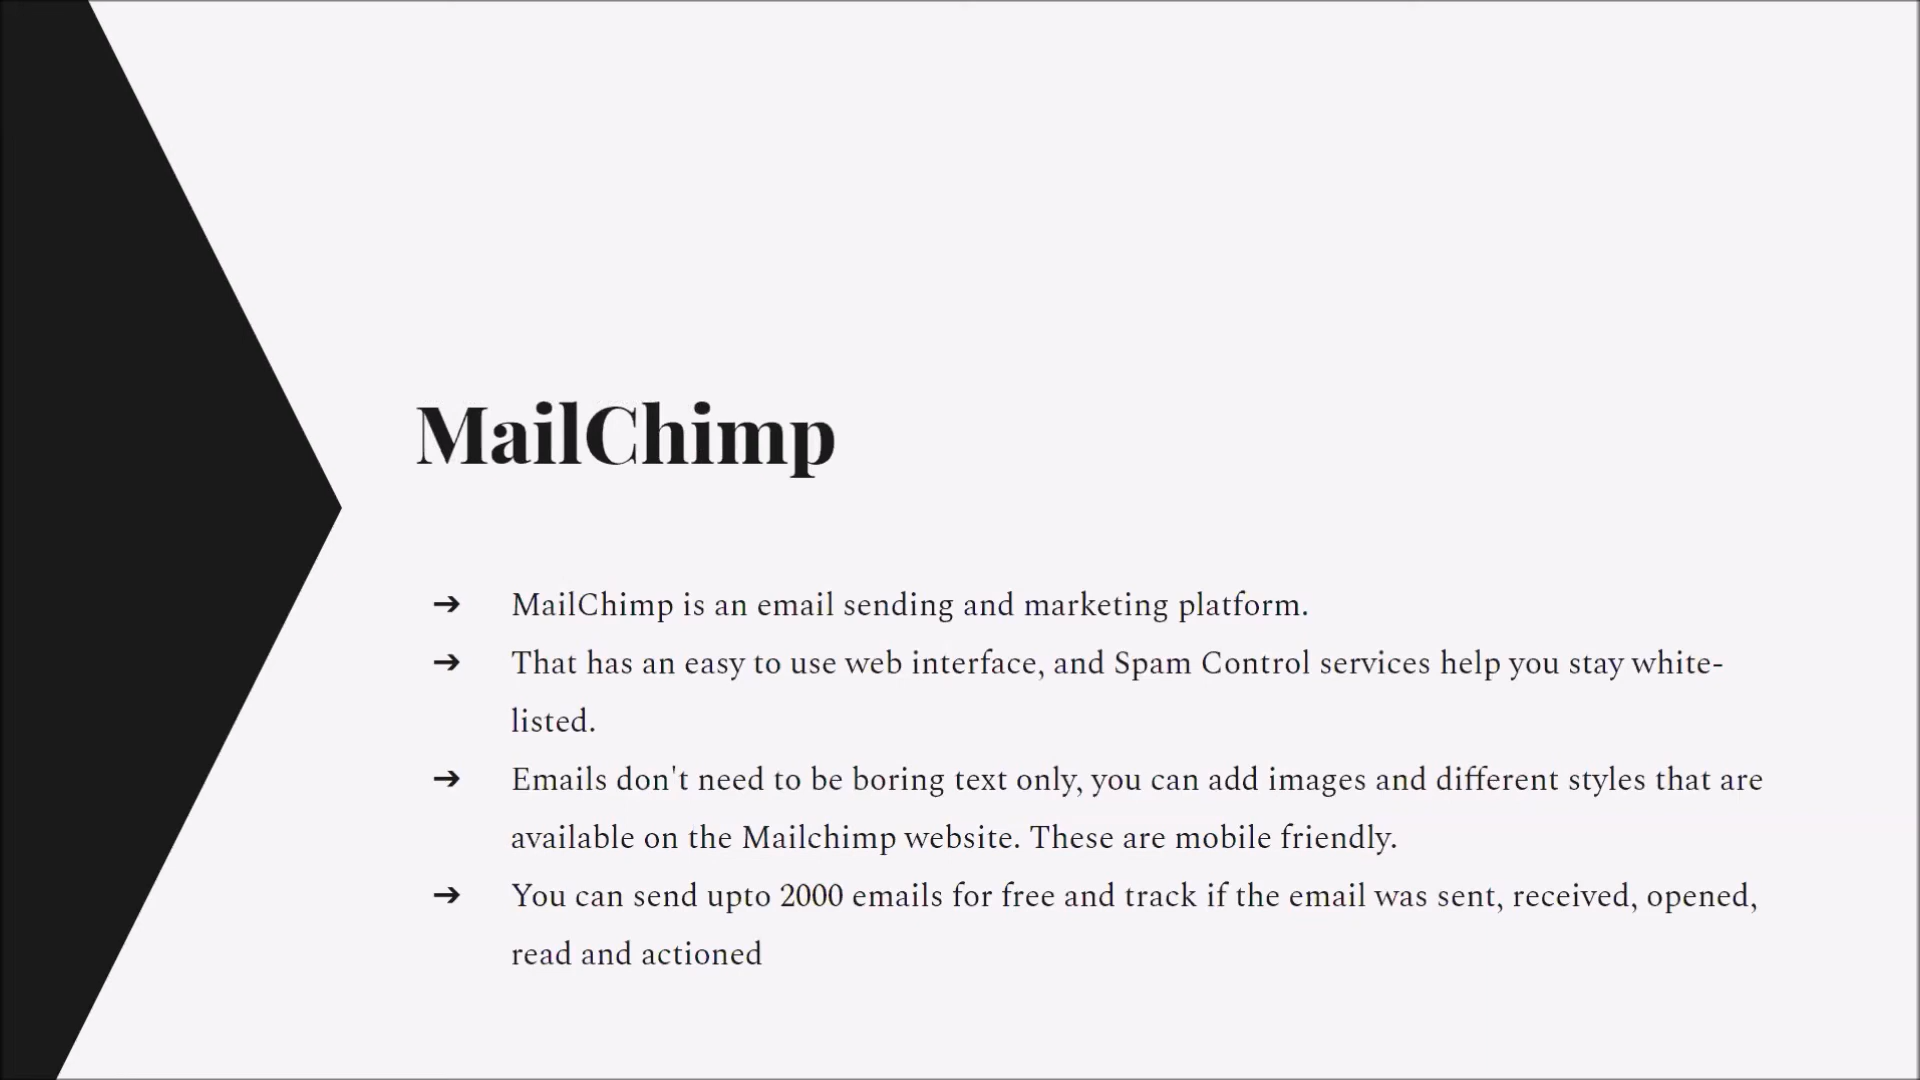 MailChimp
➔ MailChimp is an email sending and marketing platform.
➔ That has an easy to use web interface, and Spam Control services help you stay white-
listed.
➔ Emails don't need to be boring text only, you can add images and different styles that are
available on the Mailchimp website. These are mobile friendly.
➔ You can send upto 2000 emails for free and track if the email was sent, received, opened,
read and actioned